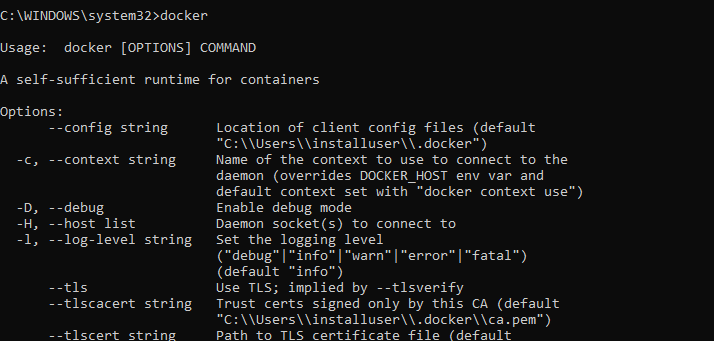 C:\WINDOWS\system32>docker
Usage:  docker [OPTIONS] COMMAND
A self-sufficient runtime for containers
Options:
      --config string      Location of client config files (default
                           "C:\\Users\\installuser\\.docker")
  -c, --context string     Name of the context to use to connect to the
                           daemon (overrides DOCKER_HOST env var and
                           default context set with "docker context use")
  -D, --debug              Enable debug mode
  -H, --host list          Daemon socket(s) to connect to
  -l, --log-level string   Set the logging level
                           ("debug"|"info"|"warn"|"error"|"fatal")
                           (default "info")
      --tls                Use TLS; implied by --tlsverify
      --tlscacert string   Trust certs signed only by this CA (default
                           "C:\\Users\\installuser\\.docker\\ca.pem")
      --tlscert string     Path to TLS certificate file (default